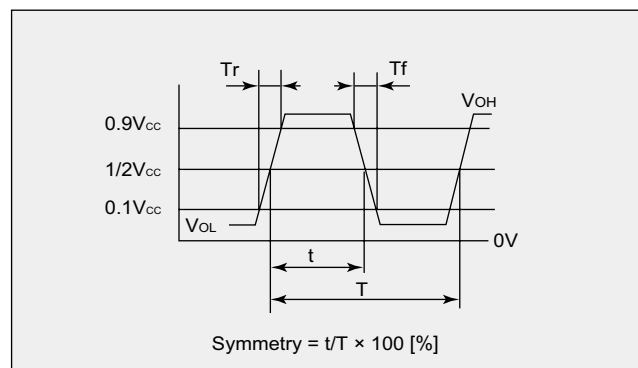 Tr Tf
VOH
0.9Vcc
1/2Vcc
0.1Vcc
VOL
0V
t
T
Symmetry = t/T × 100 [%]